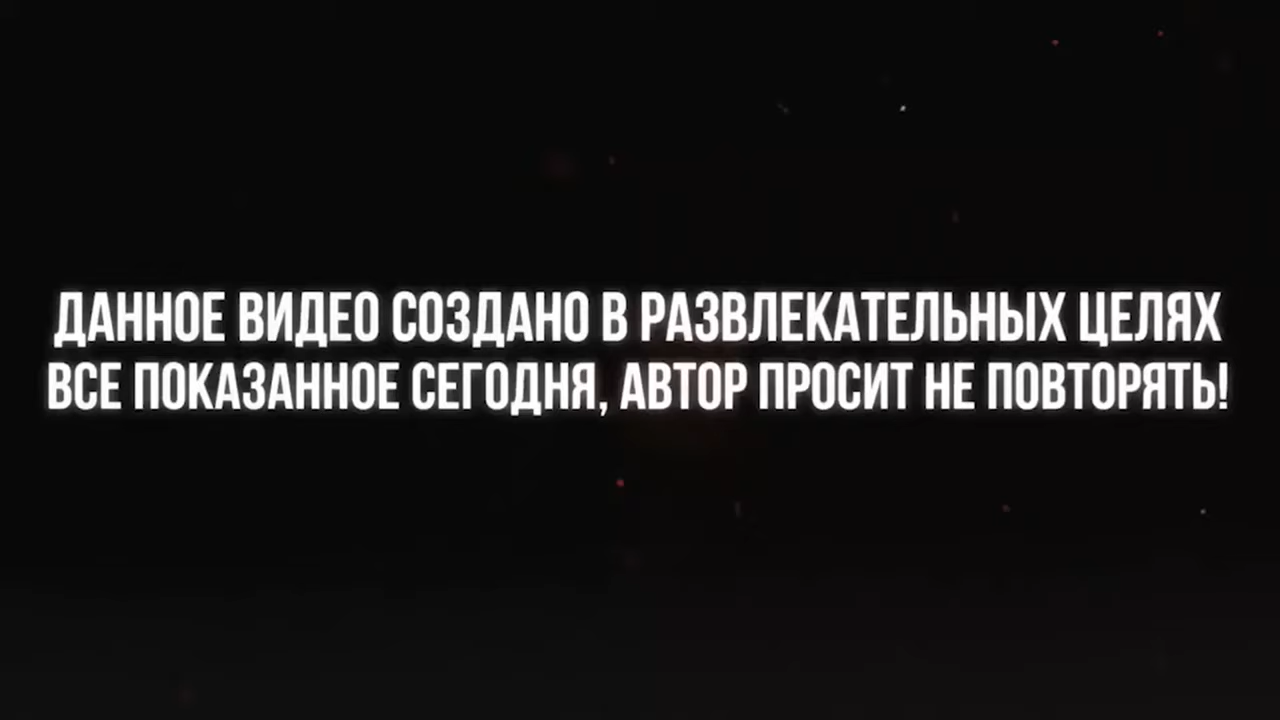 ДАННОЕ ВИДЕО СОЗДАНО В РАЗВЛЕКАТЕЛЬНЫХ ЦЕЛЯХ
ВСЕ ПОКАЗАННОЕ СЕГОДНЯ, АВТОР ПРОСИТ НЕ ПОВТОРЯТЬ!